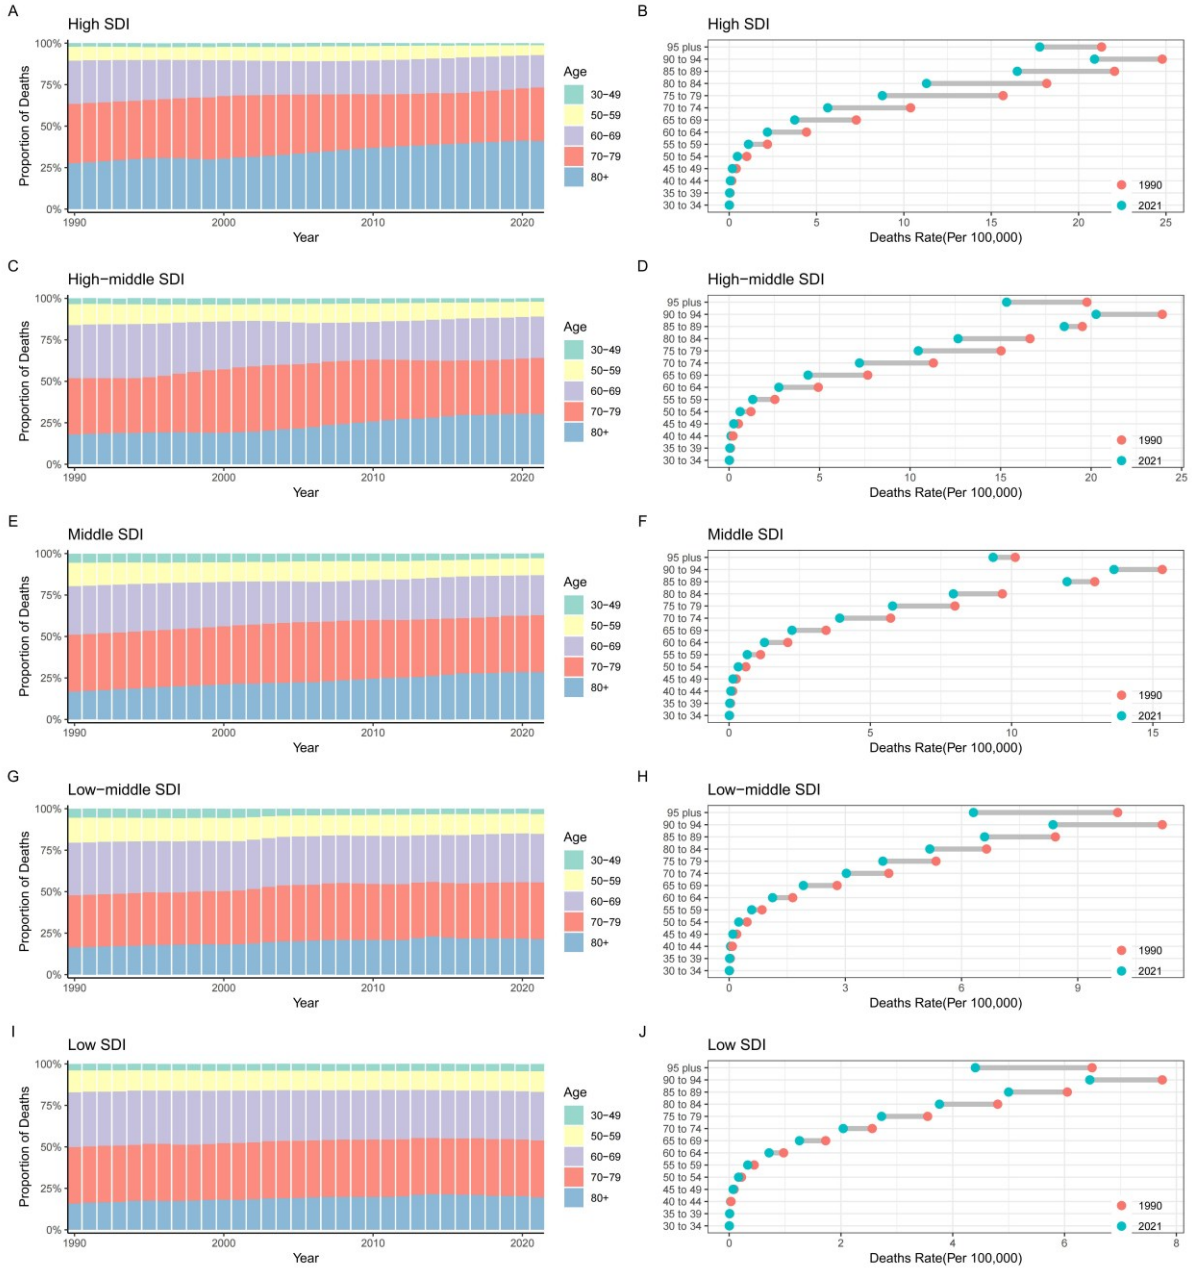 A
High SDI
Proportion of Deaths
100%
75%
50%
25%
0%
1990
2000
2010
2020
Year
Age
30−49
50−59
60−69
70−79
80+
B
High SDI
95 plus
90 to 94
85 to 89
80 to 84
75 to 79
70 to 74
65 to 69
60 to 64
55 to 59
50 to 54
45 to 49
40 to 44
35 to 39
30 to 34
0
5
10
15
20
25
Deaths Rate(Per 100,000)
1990
2021
C
High−middle SDI
Proportion of Deaths
100%
75%
50%
25%
0%
1990
2000
2010
2020
Year
Age
30−49
50−59
60−69
70−79
80+
D
High−middle SDI
95 plus
90 to 94
85 to 89
80 to 84
75 to 79
70 to 74
65 to 69
60 to 64
55 to 59
50 to 54
45 to 49
40 to 44
35 to 39
30 to 34
0
5
10
15
20
25
Deaths Rate(Per 100,000)
1990
2021
E
Middle SDI
Proportion of Deaths
100%
75%
50%
25%
0%
1990
2000
2010
2020
Year
Age
30−49
50−59
60−69
70−79
80+
F
Middle SDI
95 plus
90 to 94
85 to 89
80 to 84
75 to 79
70 to 74
65 to 69
60 to 64
55 to 59
50 to 54
45 to 49
40 to 44
35 to 39
30 to 34
0
5
10
15
Deaths Rate(Per 100,000)
1990
2021
G
Low−middle SDI
Proportion of Deaths
100%
75%
50%
25%
0%
1990
2000
2010
2020
Year
Age
30−49
50−59
60−69
70−79
80+
H
Low−middle SDI
95 plus
90 to 94
85 to 89
80 to 84
75 to 79
70 to 74
65 to 69
60 to 64
55 to 59
50 to 54
45 to 49
40 to 44
35 to 39
30 to 34
0
3
6
9
Deaths Rate(Per 100,000)
1990
2021
I
Low SDI
Proportion of Deaths
100%
75%
50%
25%
0%
1990
2000
2010
2020
Year
Age
30−49
50−59
60−69
70−79
80+
J
Low SDI
95 plus
90 to 94
85 to 89
80 to 84
75 to 79
70 to 74
65 to 69
60 to 64
55 to 59
50 to 54
45 to 49
40 to 44
35 to 39
30 to 34
0
2
4
6
8
Deaths Rate(Per 100,000)
1990
2021